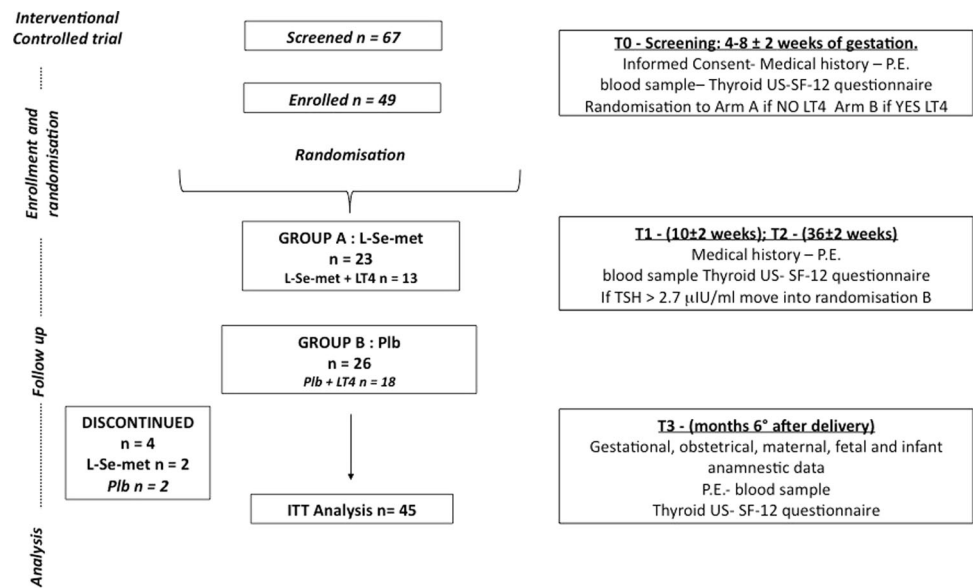 Interventional
Controlled trial
Screened n = 67
Enrolled n = 49
Enrollment and
randomisation
Randomisation
GROUP A : L-Se-met
n = 23
L-Se-met + LT4 n = 13
GROUP B : Plb
n = 26
Plb + LT4 n = 18
Follow up
DISCONTINUED
n = 4
L-Se-met n = 2
Plb n = 2
ITT Analysis n= 45
Analysis
T0 - Screening: 4-8 ± 2 weeks of gestation.
Informed Consent- Medical history – P.E.
blood sample– Thyroid US-SF-12 questionnaire
Randomisation to Arm A if NO LT4 Arm B if YES LT4
T1 - (10±2 weeks); T2 - (36±2 weeks)
Medical history – P.E.
blood sample Thyroid US- SF-12 questionnaire
If TSH > 2.7 μIU/ml move into randomisation B
T3 - (months 6° after delivery)
Gestational, obstetrical, maternal, fetal and infant
anamnestic data
P.E.- blood sample
Thyroid US- SF-12 questionnaire